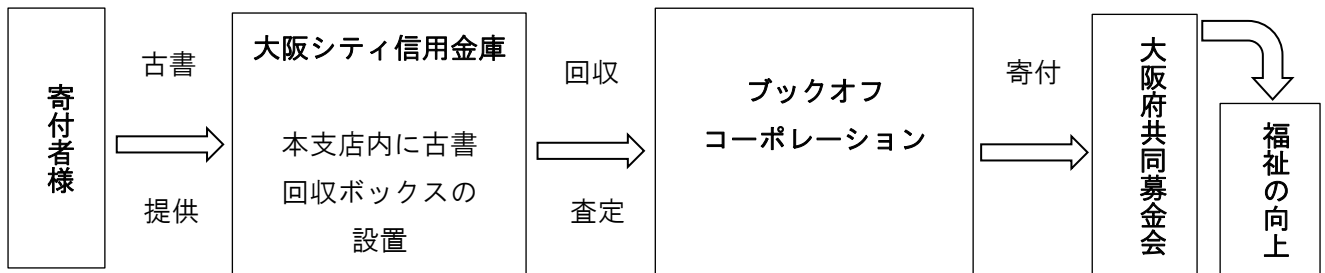 寄付者様
古書
提供
大阪シティ信用金庫
本支店内に古書
回収ボックスの
設置
回収
査定
ブックオフ
コーポレーション
寄付
大阪府共同募金会
福祉の向上